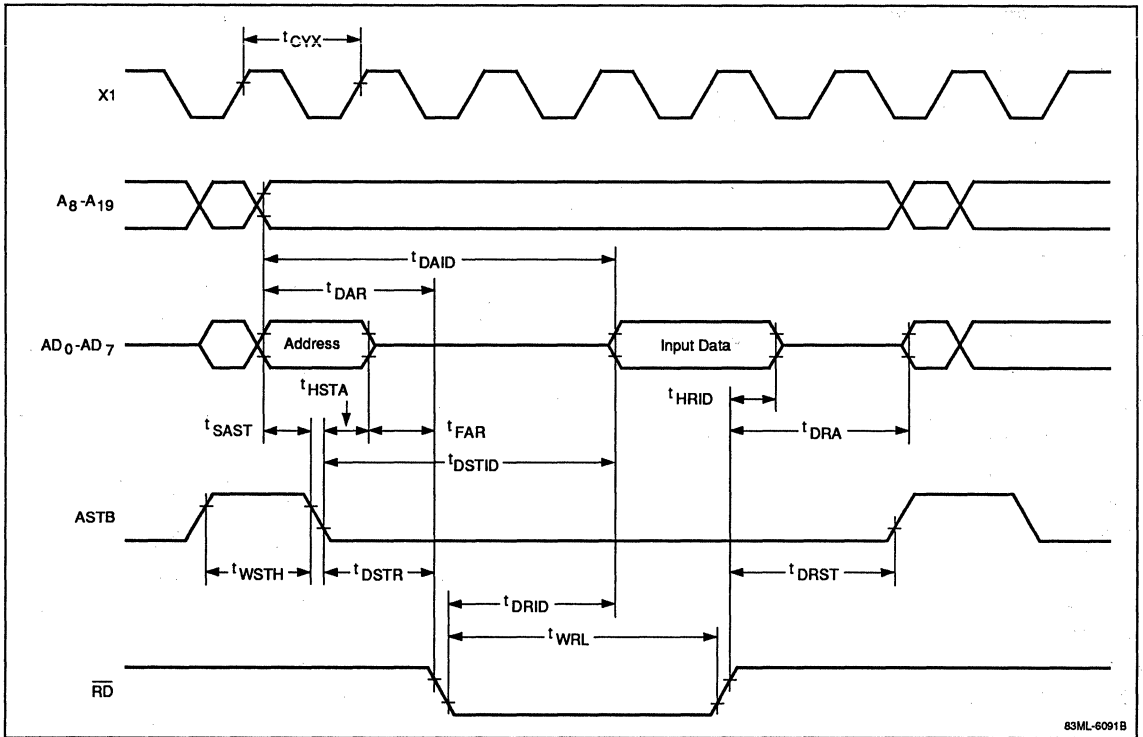 tCYX
X1
A8-A19
tDAID
tDAR
AD0-AD7
Address
Input Data
tHSTA
tHRID
tSAST
tFAR
tDRA
tDSTID
ASTB
tWSTH
tDSTR
tDRST
tDRID
tWRL
RD
83ML-6091B